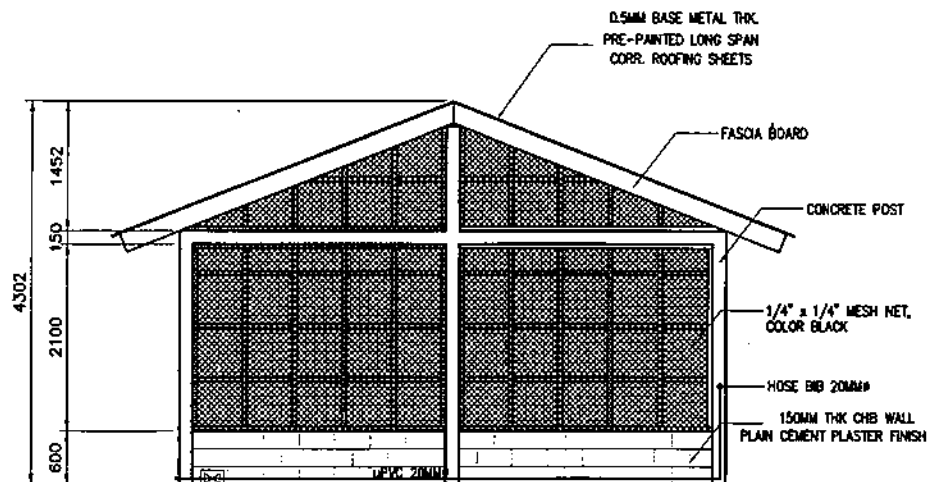 0.5MM BASE METAL THK.
PRE-PAINTED LONG SPAN
CORR. ROOFING SHEETS
FASCIA BOARD
CONCRETE POST
1/4" x 1/4" MESH NET,
COLOR BLACK
HOSE BIB 20MMø
150MM THK CHB WALL
PLAIN CEMENT PLASTER FINISH
uPVC 20MMø
4302
1452
150
2100
600